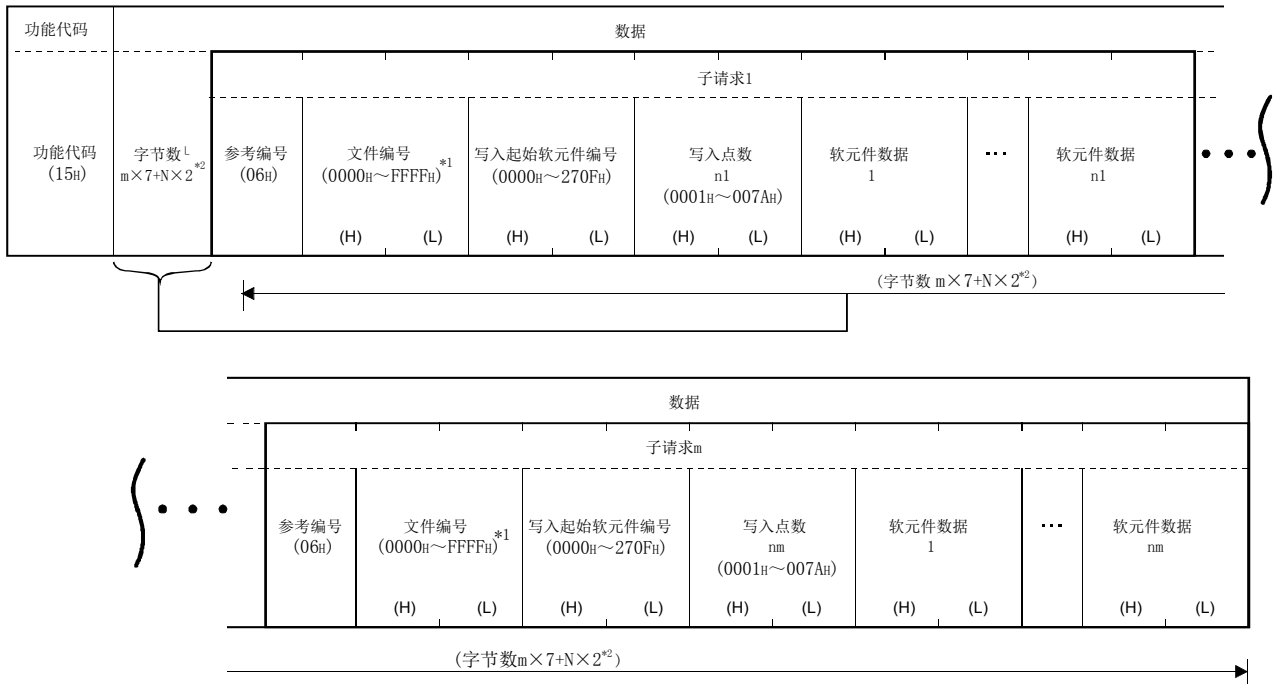 功能代码
数据
子请求1
功能代码
(15H)
字节数L
m×7+N×2*2
参考编号
(06H)
文件编号
(0000H～FFFFH)*1
(H) (L)
写入起始软元件编号
(0000H～270FH)
(H) (L)
写入点数
n1
(0001H～007AH)
(H) (L)
软元件数据
1
(H) (L)
…
软元件数据
n1
(H) (L)
(字节数 m×7+N×2*2)
数据
子请求m
参考编号
(06H)
文件编号
(0000H～FFFFH)*1
(H) (L)
写入起始软元件编号
(0000H～270FH)
(H) (L)
写入点数
nm
(0001H～007AH)
(H) (L)
软元件数据
1
(H) (L)
…
软元件数据
nm
(H) (L)
(字节数m×7+N×2*2)